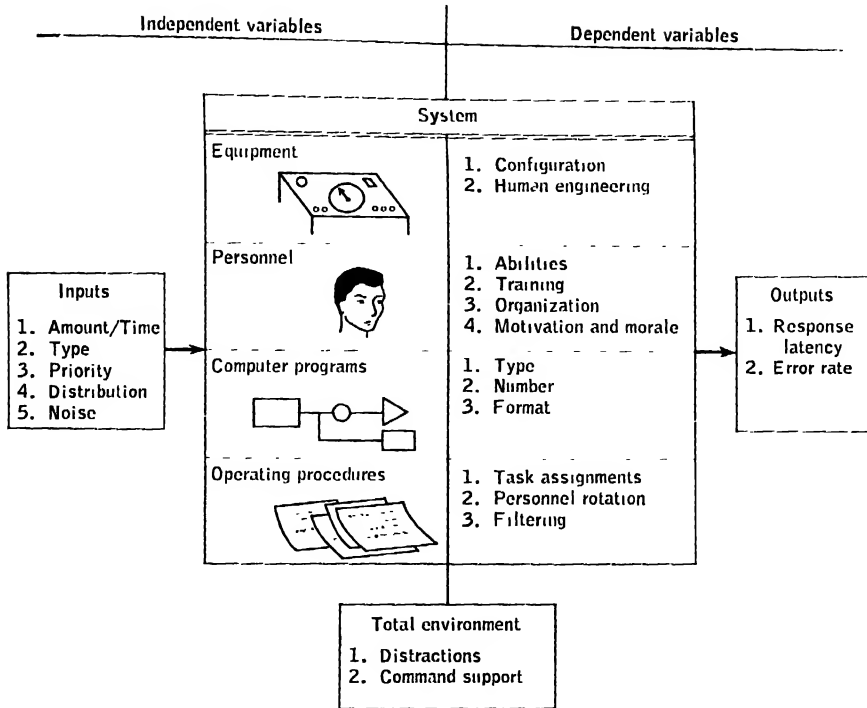 Independent variables
Dependent variables
System
Equipment
1. Configuration
2. Human engineering
Personnel
1. Abilities
2. Training
3. Organization
4. Motivation and morale
Inputs
1. Amount/Time
2. Type
3. Priority
4. Distribution
5. Noise
Computer programs
1. Type
2. Number
3. Format
Outputs
1. Response
latency
2. Error rate
Operating procedures
1. Task assignments
2. Personnel rotation
3. Filtering
Total environment
1. Distractions
2. Command support